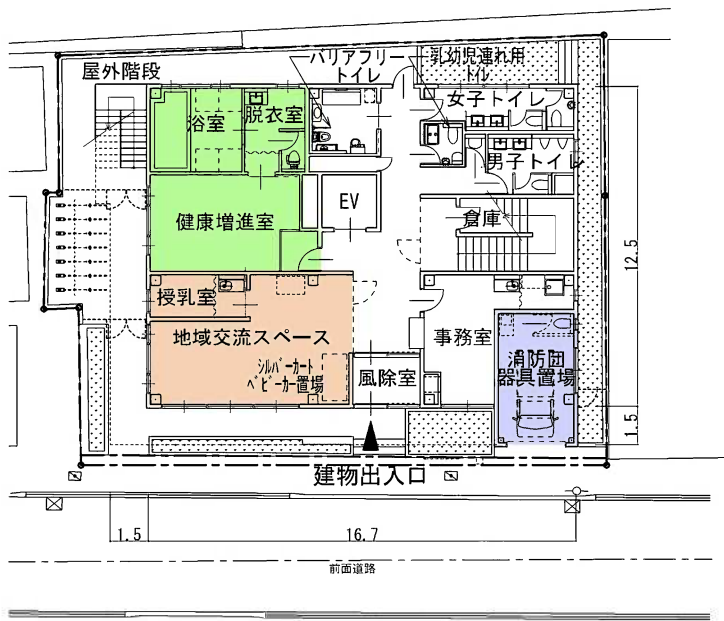 屋外階段
バリアフリー
トイレ
乳幼児連れ用
トイレ
女子トイレ
浴室
脱衣室
男子トイレ
EV
健康増進室
倉庫
12.5
授乳室
地域交流スペース
事務室
シルバーカート
ベビーカー置場
風除室
消防団
器具置場
1.5
建物出入口
1.5
16.7
前面道路